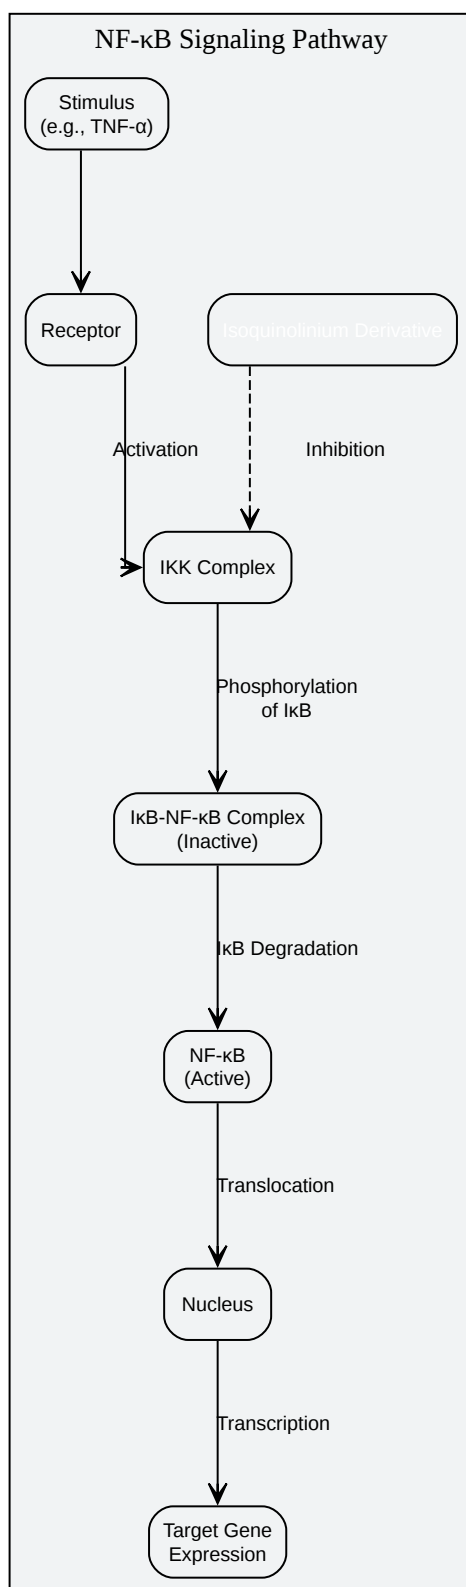 NF-κB Signaling Pathway
Stimulus
(e.g., TNF-α)
Receptor
Isoquinolinium Derivative
Activation
Inhibition
IKK Complex
Phosphorylation
of IκB
IκB-NF-κB Complex
(Inactive)
IκB Degradation
NF-κB
(Active)
Translocation
Nucleus
Transcription
Target Gene
Expression